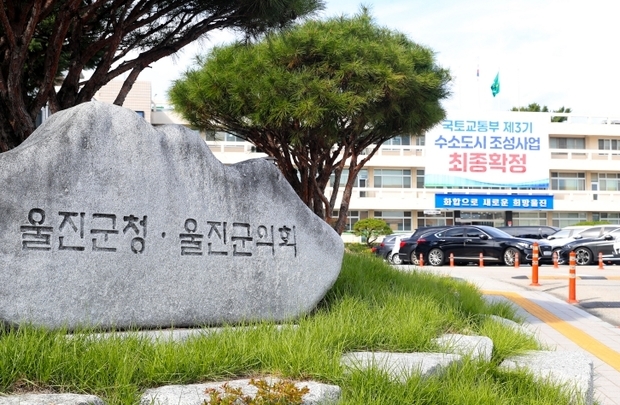 울진군청 · 울진군의회
국토교통부 제3기
수소도시 조성사업
최종확정
화합으로 새로운 희망울진